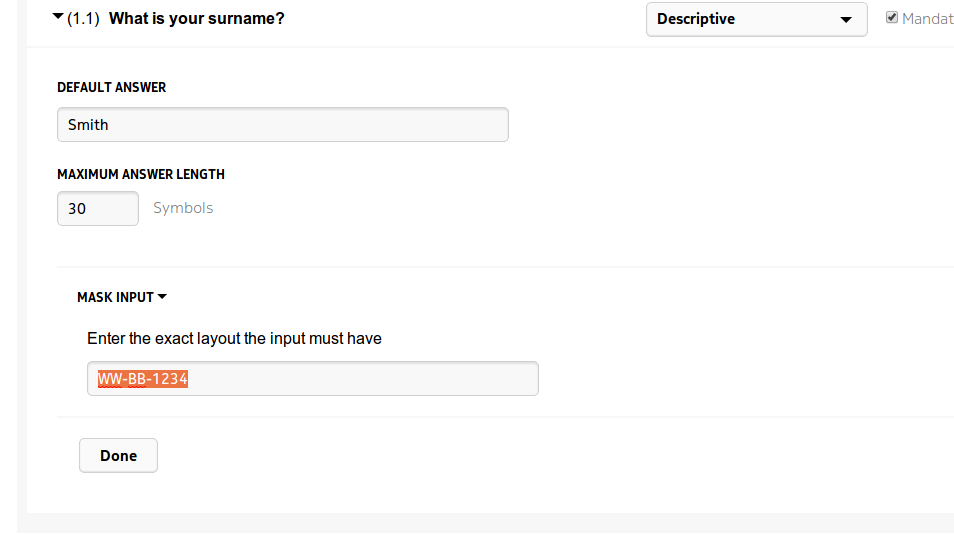 (1.1) What is your surname?
Descriptive
Mandat
DEFAULT ANSWER
Smith
MAXIMUM ANSWER LENGTH
30 Symbols
MASK INPUT
Enter the exact layout the input must have
WW-BB-1234
Done